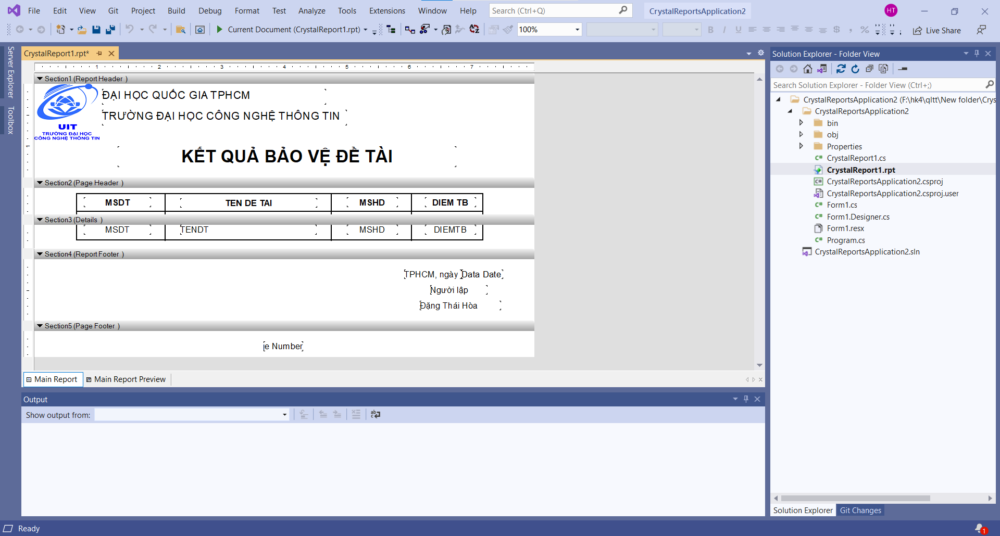 File Edit View Git Project Build Debug Format Test Analyze Tools Extensions Window Help Search (Ctrl+Q) CrystalReportsApplication2 HT
Current Document (CrystalReport1.rpt) 100% B I U $ , % Live Share
Server Explorer
Toolbox
CrystalReport1.rpt*
1 2 3 4 5 6 7
Section1 (Report Header )
ĐẠI HỌC QUỐC GIA TPHCM
TRƯỜNG ĐẠI HỌC CÔNG NGHỆ THÔNG TIN
UIT
TRƯỜNG ĐẠI HỌC
CÔNG NGHỆ THÔNG TIN
KẾT QUẢ BẢO VỆ ĐỀ TÀI
Section2 (Page Header )
MSDT TEN DE TAI MSHD DIEM TB
Section3 (Details )
MSDT TENDT MSHD DIEMTB
Section4 (Report Footer )
TPHCM, ngày Data Date
Người lập
Đặng Thái Hòa
Section5 (Page Footer )
e Number
Main Report Main Report Preview
Output
Show output from:
Solution Explorer - Folder View
Search Solution Explorer - Folder View (Ctrl+;)
CrystalReportsApplication2 (F:\hk4\qltt\New folder\Crys
CrystalReportsApplication2
bin
obj
Properties
C# CrystalReport1.cs
CrystalReport1.rpt
C# CrystalReportsApplication2.csproj
CrystalReportsApplication2.csproj.user
C# Form1.cs
C# Form1.Designer.cs
Form1.resx
C# Program.cs
CrystalReportsApplication2.sln
Solution Explorer Git Changes
Ready 1